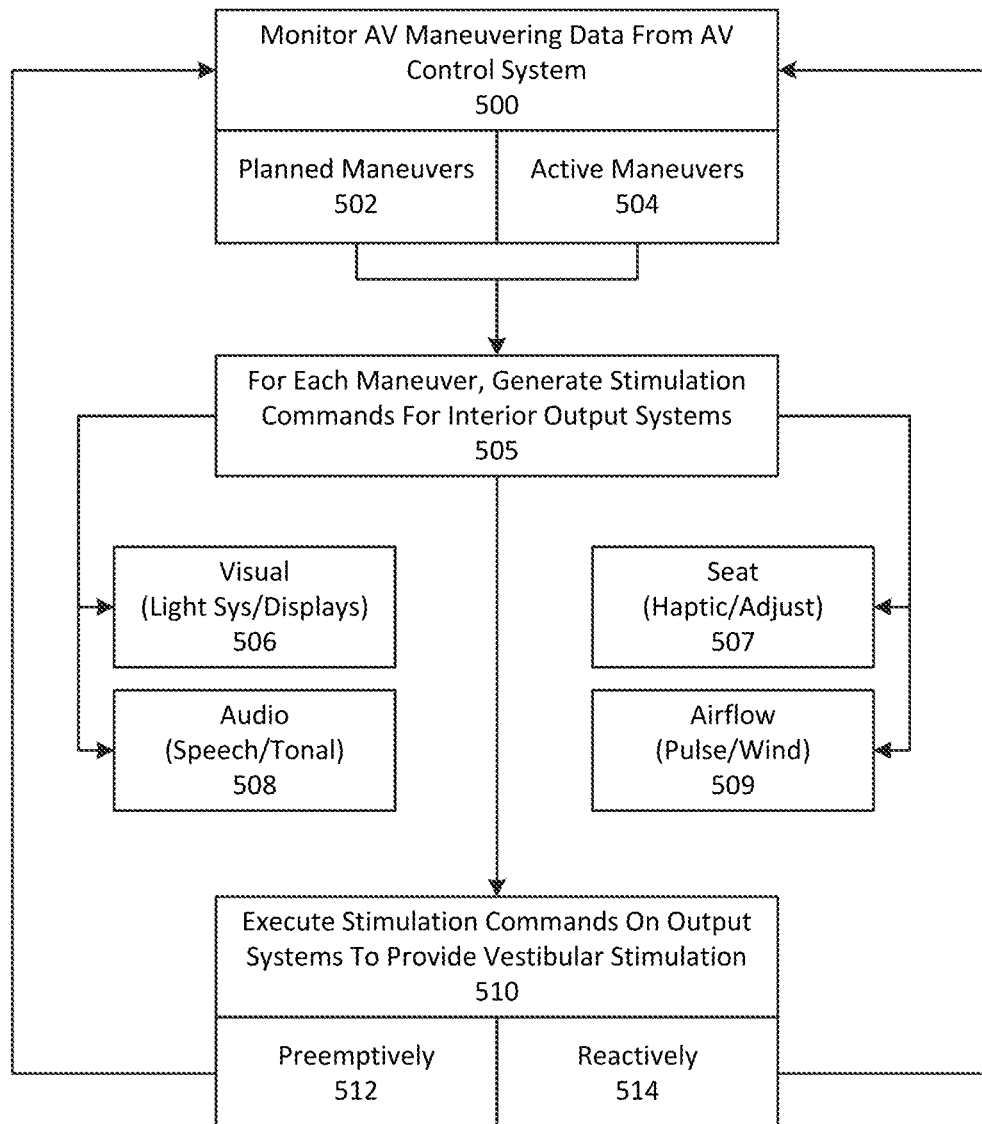 Monitor AV Maneuvering Data From AV
Control System
500
Planned Maneuvers
502
Active Maneuvers
504
For Each Maneuver, Generate Stimulation
Commands For Interior Output Systems
505
Visual
(Light Sys/Displays)
506
Seat
(Haptic/Adjust)
507
Audio
(Speech/Tonal)
508
Airflow
(Pulse/Wind)
509
Execute Stimulation Commands On Output
Systems To Provide Vestibular Stimulation
510
Preemptively
512
Reactively
514